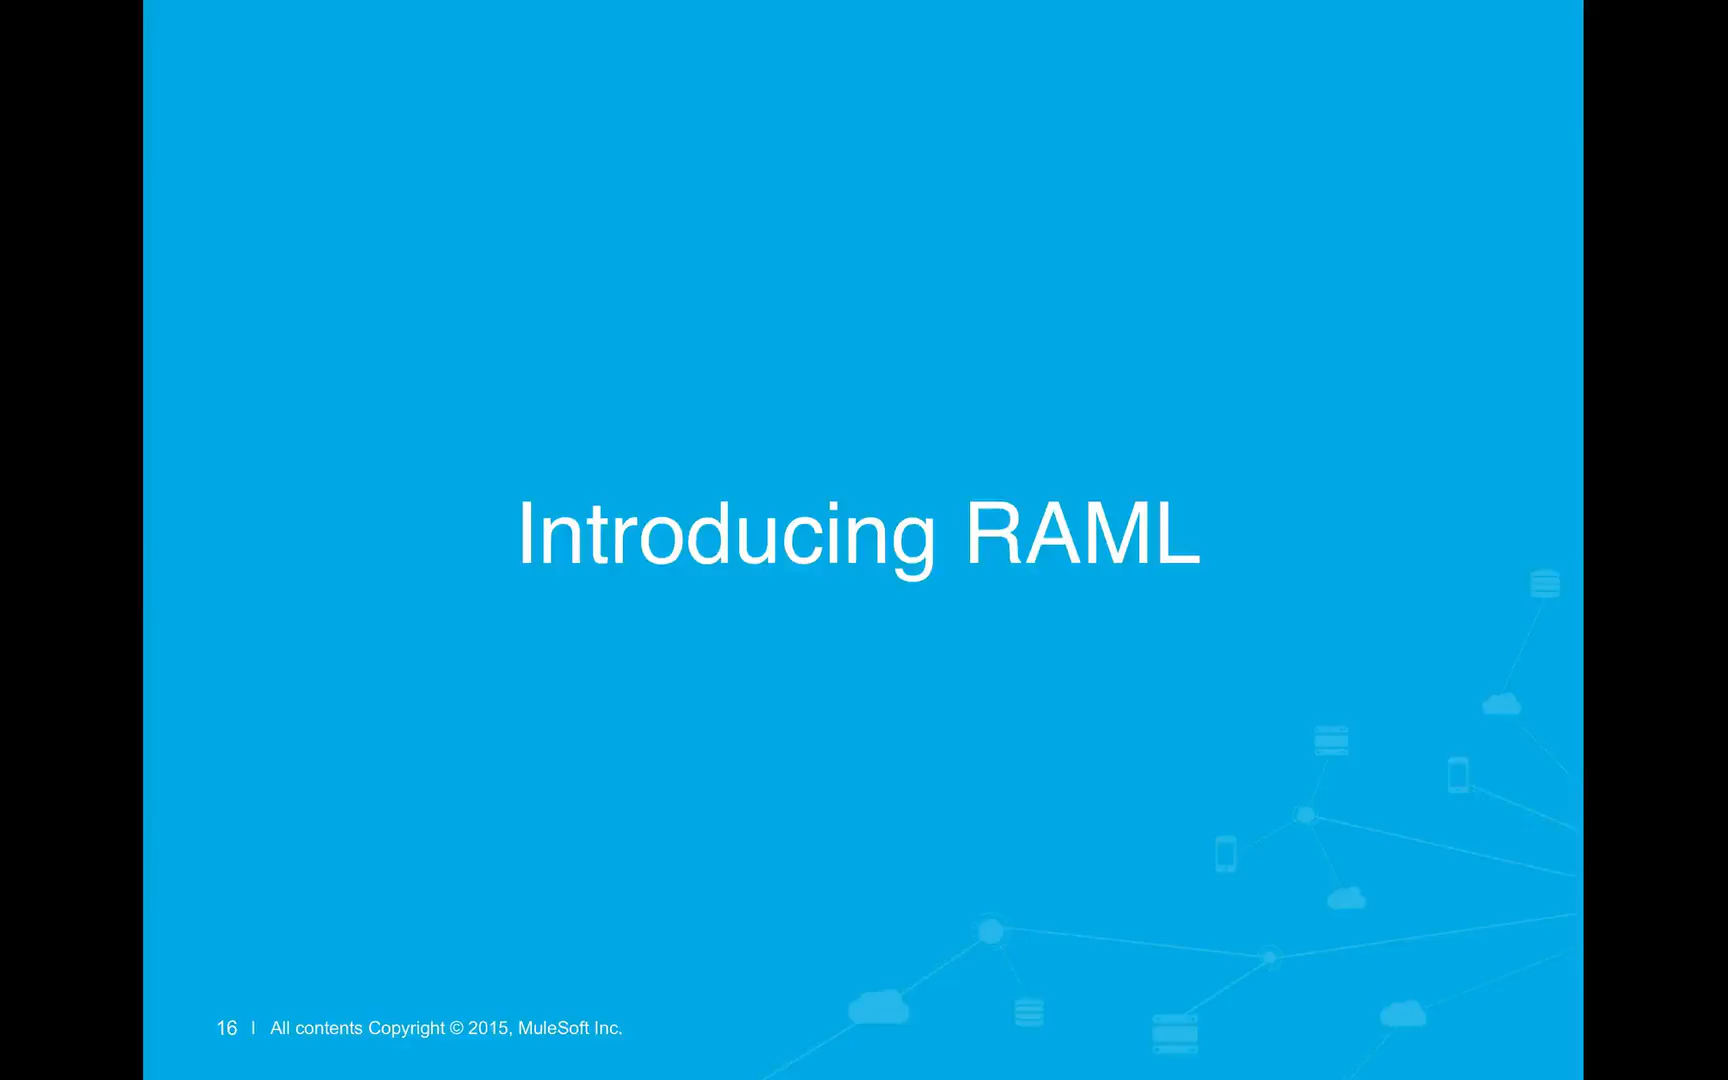 Introducing RAML
16 | All contents Copyright © 2015, MuleSoft Inc.